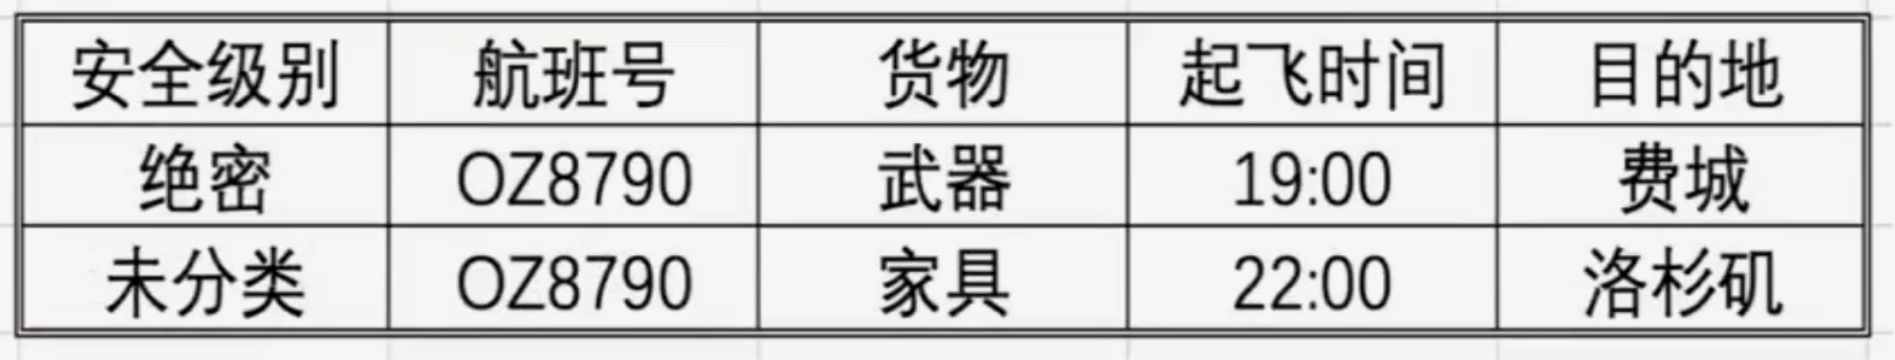 安全级别 航班号 货物 起飞时间 目的地
绝密 OZ8790 武器 19:00 费城
未分类 OZ8790 家具 22:00 洛杉矶